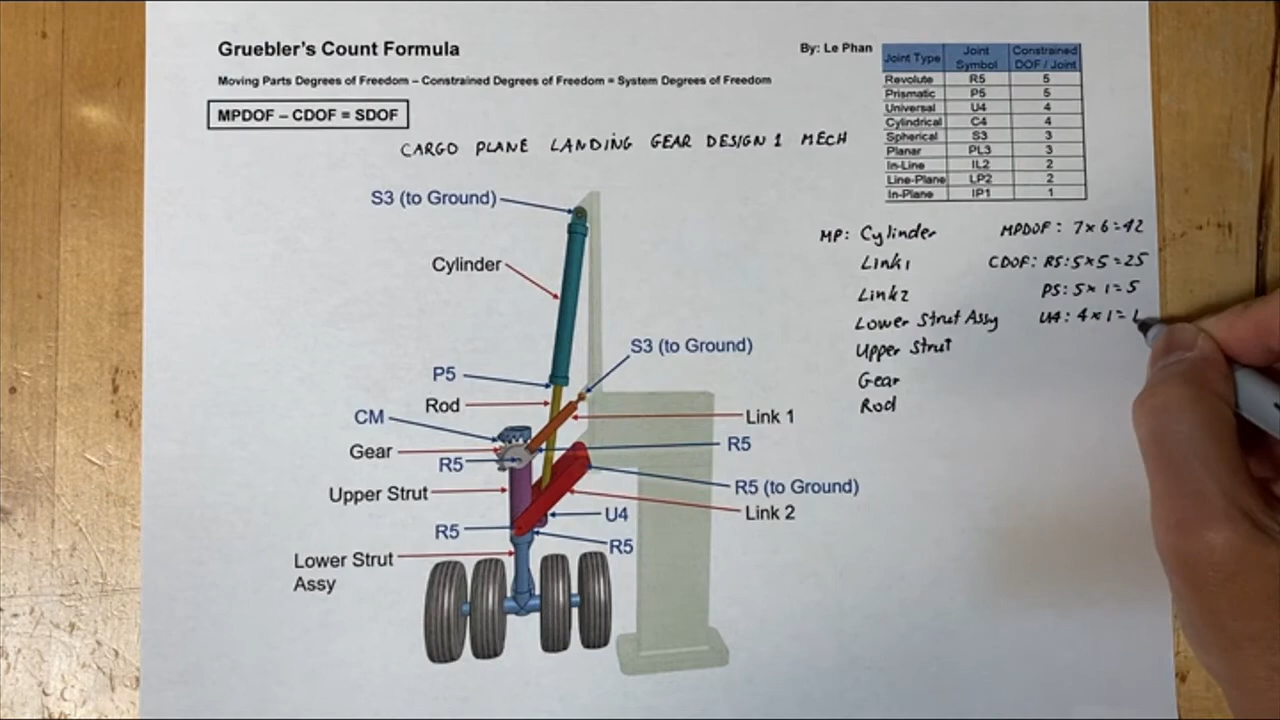 Gruebler's Count Formula
By: Le Phan
Moving Parts Degrees of Freedom – Constrained Degrees of Freedom = System Degrees of Freedom
MPDOF – CDOF = SDOF
Joint Type Joint Symbol Constrained DOF / Joint
Revolute R5 5
Prismatic P5 5
Universal U4 4
Cylindrical C4 4
Spherical S3 3
Planar PL3 3
In-Line IL2 2
Line-Plane LP2 2
In-Plane IP1 1
CARGO PLANE LANDING GEAR DESIGN 1 MECH
S3 (to Ground)
Cylinder
S3 (to Ground)
P5
Rod
CM
Link 1
Gear
R5
R5
Upper Strut
R5 (to Ground)
Link 2
U4
R5
R5
Lower Strut
Assy
MP: Cylinder
Link1
Link2
Lower Strut Assy
Upper Strut
Gear
Rod
MPDOF: 7×6=42
CDOF: R5: 5×5=25
P5: 5×1=5
U4: 4×1=